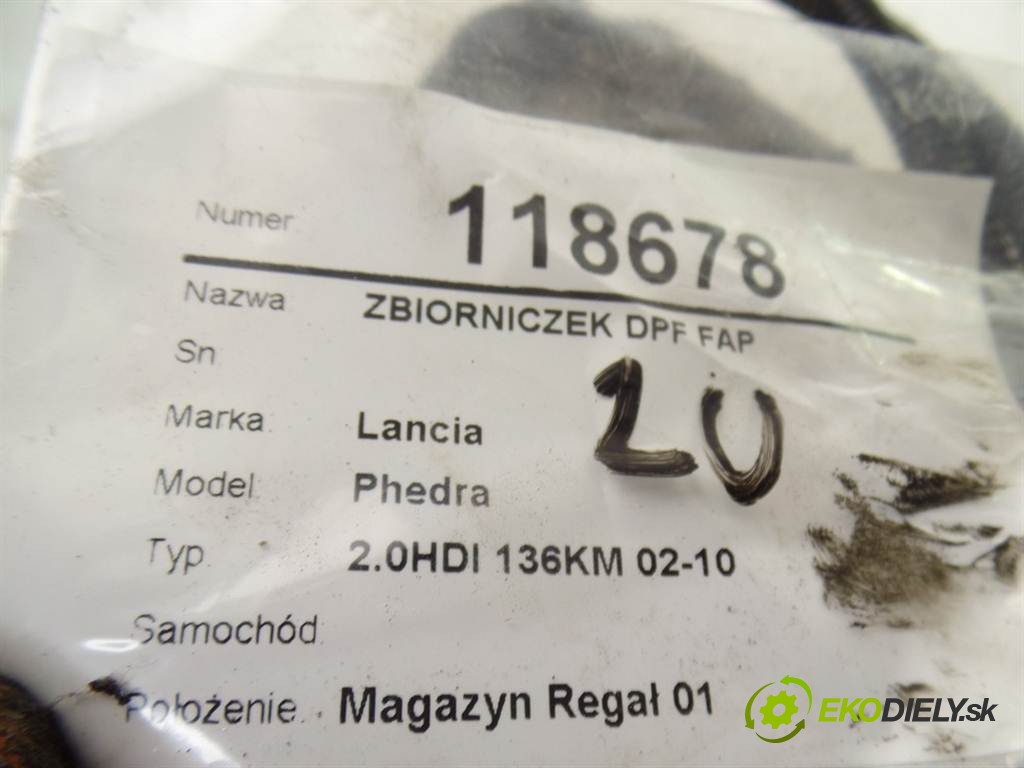 Numer 118678
Nazwa ZBIORNICZEK DPF FAP
Sn
20
Marka Lancia
Model Phedra
Typ 2.0HDI 136KM 02-10
Samochód
Położenie Magazyn Regał 01
EKODIELY.sk